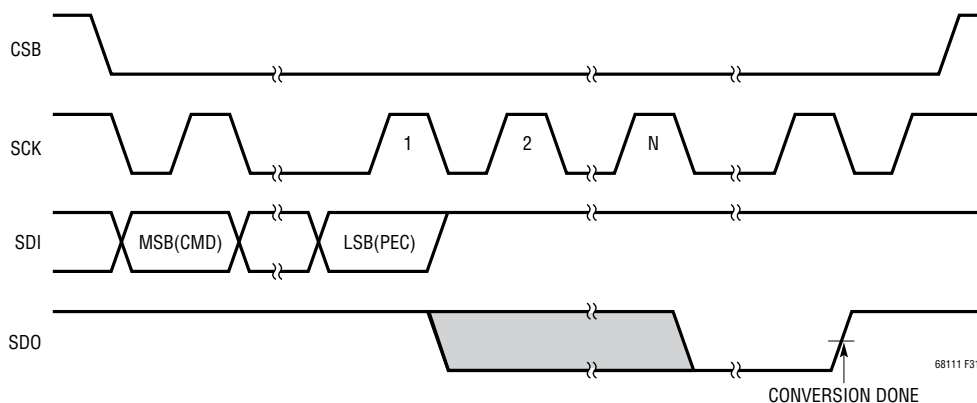 CSB
SCK
1
2
N
SDI
MSB(CMD)
LSB(PEC)
SDO
68111 F31
CONVERSION DONE